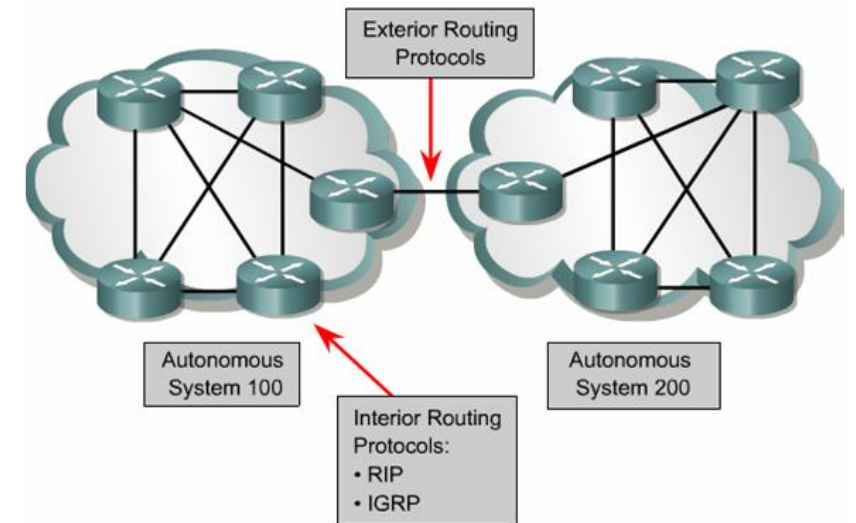 Exterior Routing
Protocols
Autonomous
System 100
Autonomous
System 200
Interior Routing
Protocols:
• RIP
• IGRP